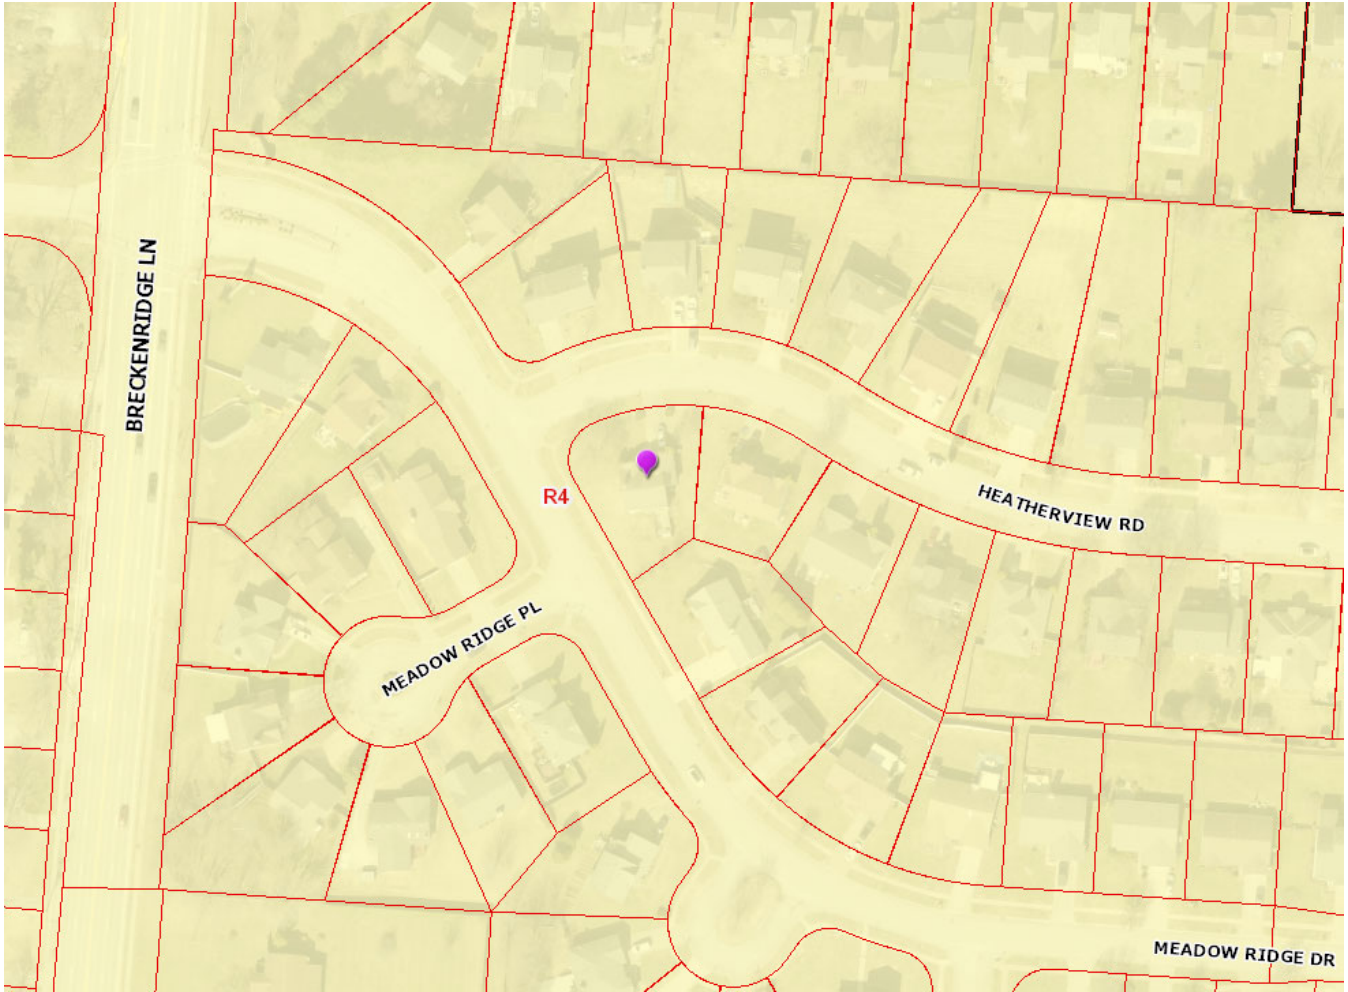 BRECKENRIDGE LN
R4
HEATHERVIEW RD
MEADOW RIDGE PL
MEADOW RIDGE DR